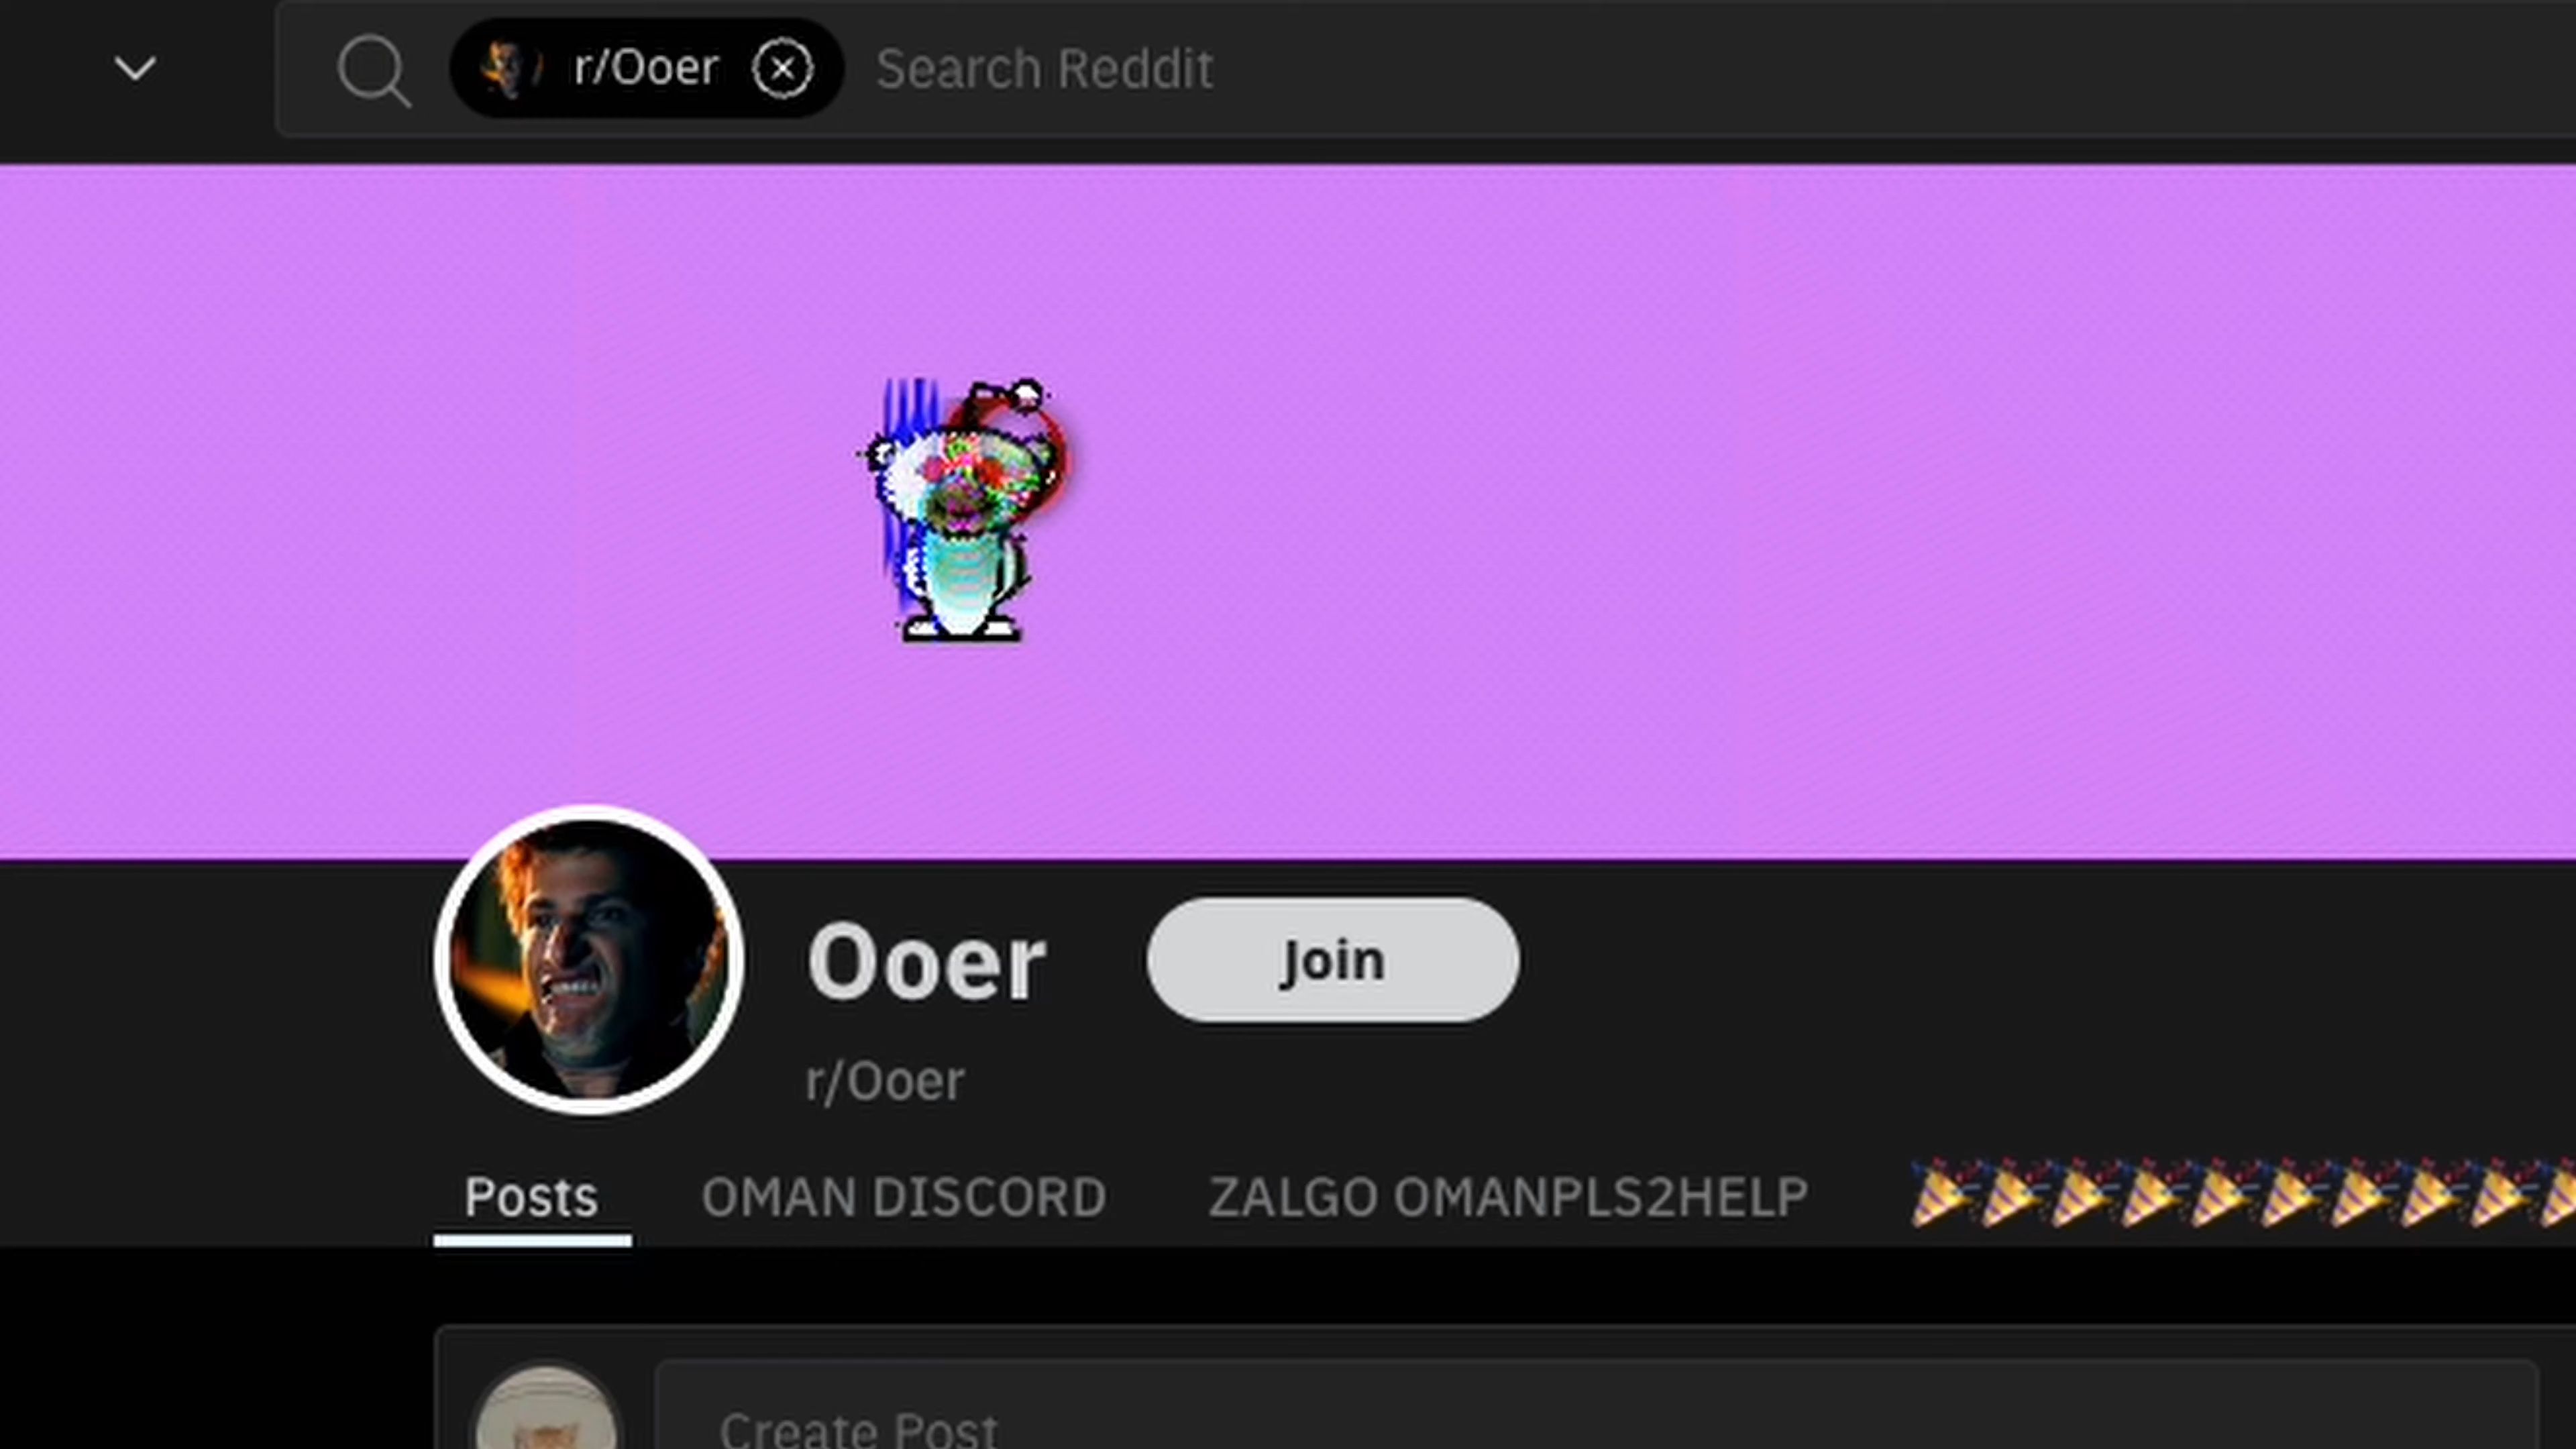 r/Ooer Search Reddit
Ooer Join
r/Ooer
Posts OMAN DISCORD ZALGO OMANPLS2HELP 🎉🎉🎉🎉🎉🎉🎉🎉🎉🎉
Create Post